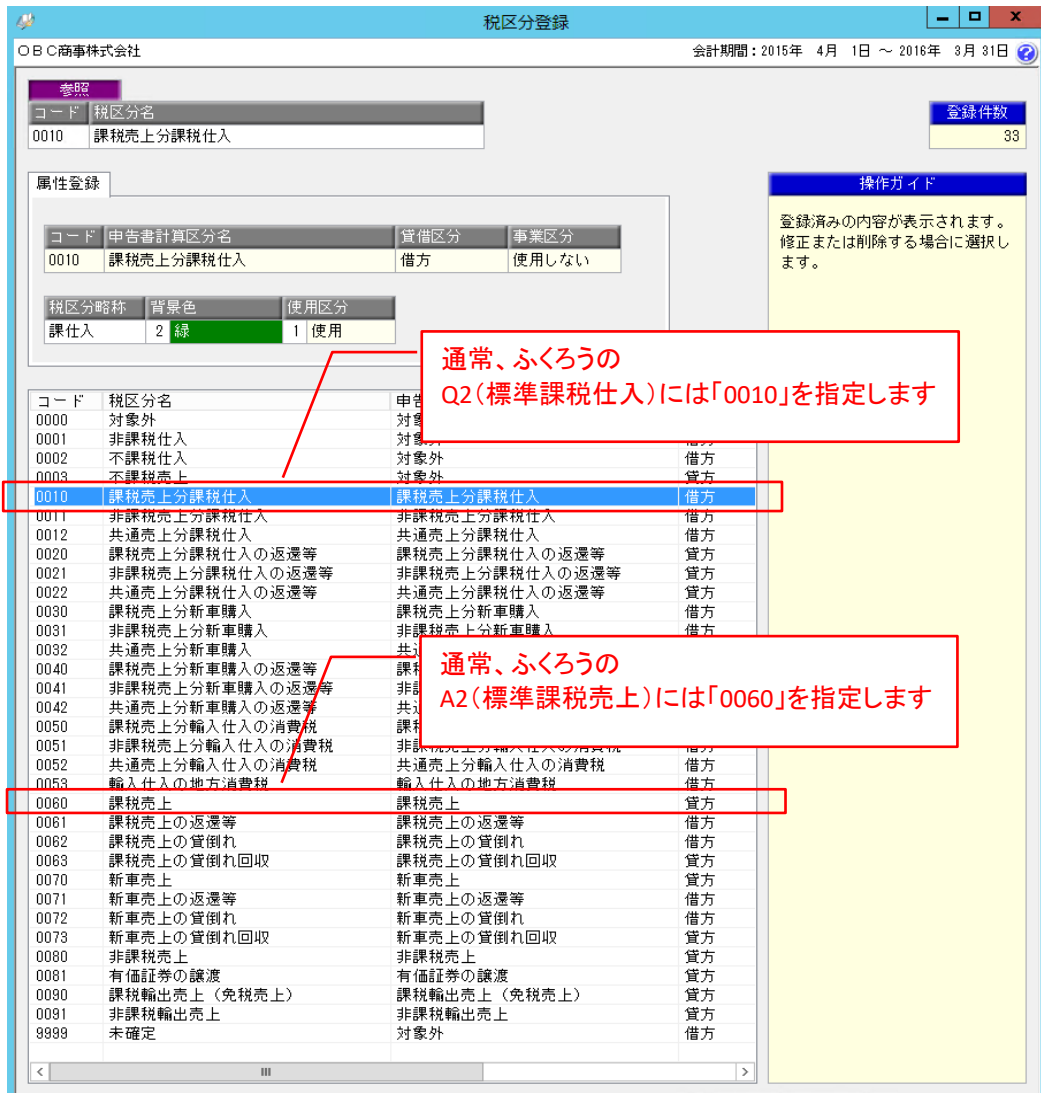 税区分登録
OBC商事株式会社 会計期間：2015年 4月 1日 ～ 2016年 3月 31日
参照
コード 税区分名 登録件数
0010 課税売上分課税仕入 33
属性登録 操作ガイド
登録済みの内容が表示されます。
修正または削除する場合に選択し
ます。
コード 申告書計算区分名 貸借区分 事業区分
0010 課税売上分課税仕入 借方 使用しない
税区分略称 背景色 使用区分
課仕入 2 緑 1 使用
通常、ふくろうの
Q2（標準課税仕入）には「0010」を指定します
コード 税区分名
0000 対象外
0001 非課税仕入 対象外 借方
0002 不課税仕入 対象外 借方
0003 不課税売上 対象外 貸方
0010 課税売上分課税仕入 課税売上分課税仕入 借方
0011 非課税売上分課税仕入 非課税売上分課税仕入 借方
0012 共通売上分課税仕入 共通売上分課税仕入 借方
0020 課税売上分課税仕入の返還等 課税売上分課税仕入の返還等 貸方
0021 非課税売上分課税仕入の返還等 非課税売上分課税仕入の返還等 貸方
0022 共通売上分課税仕入の返還等 共通売上分課税仕入の返還等 貸方
0030 課税売上分新車購入 課税売上分新車購入 借方
0031 非課税売上分新車購入 非課税売上分新車購入 借方
0032 共通売上分新車購入
0040 課税売上分新車購入の返還等
0041 非課税売上分新車購入の返還等
0042 共通売上分新車購入の返還等
0050 課税売上分輸入仕入の消費税
通常、ふくろうの
A2（標準課税売上）には「0060」を指定します
0051 非課税売上分輸入仕入の消費税 非課税売上分輸入仕入の消費税 借方
0052 共通売上分輸入仕入の消費税 共通売上分輸入仕入の消費税 借方
0053 輸入仕入の地方消費税 輸入仕入の地方消費税 借方
0060 課税売上 課税売上 貸方
0061 課税売上の返還等 課税売上の返還等 借方
0062 課税売上の貸倒れ 課税売上の貸倒れ 借方
0063 課税売上の貸倒れ回収 課税売上の貸倒れ回収 貸方
0070 新車売上 新車売上 貸方
0071 新車売上の返還等 新車売上の返還等 借方
0072 新車売上の貸倒れ 新車売上の貸倒れ 借方
0073 新車売上の貸倒れ回収 新車売上の貸倒れ回収 貸方
0080 非課税売上 非課税売上 貸方
0081 有価証券の譲渡 有価証券の譲渡 貸方
0090 課税輸出売上（免税売上） 課税輸出売上（免税売上） 貸方
0091 非課税輸出売上 非課税輸出売上 貸方
9999 未確定 対象外 借方